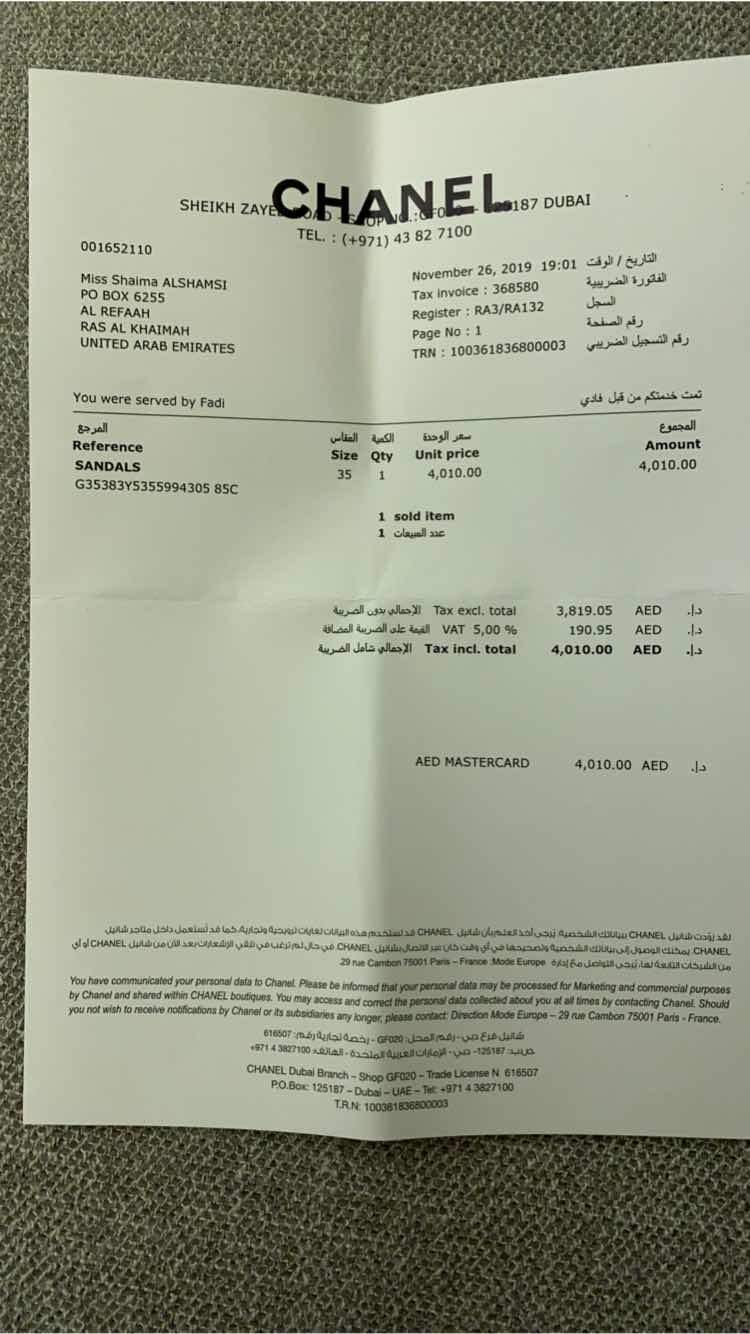 CHANEL
SHEIKH ZAYED ROAD - SHOP NO.:GF020 - 125187 DUBAI
TEL. : (+971) 43 82 7100
001652110
Miss Shaima ALSHAMSI
PO BOX 6255
AL REFAAH
RAS AL KHAIMAH
UNITED ARAB EMIRATES
November 26, 2019 19:01 التاريخ / الوقت
Tax invoice : 368580 الفاتورة الضريبية
Register : RA3/RA132 السجل
Page No : 1 رقم الصفحة
TRN : 100361836800003 رقم التسجيل الضريبي
You were served by Fadi تمت خدمتكم من قبل فادي
المرجع المقاس الكمية سعر الوحدة المجموع
Reference Size Qty Unit price Amount
SANDALS 35 1 4,010.00 4,010.00
G35383Y5355994305 85C
1 sold item
1 عدد المبيعات
الإجمالي بدون الضريبة Tax excl. total 3,819.05 AED د.إ.
القيمة على الضريبة المضافة VAT 5,00 % 190.95 AED د.إ.
الإجمالي شامل الضريبة Tax incl. total 4,010.00 AED د.إ.
AED MASTERCARD 4,010.00 AED د.إ.
لقد زوّدت شانيل CHANEL ببياناتك الشخصية. يُرجى أخذ العلم بأن شانيل CHANEL قد تستخدم هذه البيانات لغايات ترويجية وتجارية، كما قد تُستعمل داخل متاجر شانيل
CHANEL. يمكنك الوصول إلى بياناتك الشخصية وتصحيحها في أي وقت كان عبر الاتصال بشانيل CHANEL. في حال لم ترغب في تلقي الإشعارات بعد الآن من شانيل CHANEL أو أي
من الشركات التابعة لها، يُرجى التواصل مع إدارة Mode Europe: 29 rue Cambon 75001 Paris – France.
You have communicated your personal data to Chanel. Please be informed that your personal data may be processed for Marketing and commercial purposes
by Chanel and shared within CHANEL boutiques. You may access and correct the personal data collected about you at all times by contacting Chanel. Should
you not wish to receive notifications by Chanel or its subsidiaries any longer, please contact: Direction Mode Europe – 29 rue Cambon 75001 Paris - France.
شانيل فرع دبي - رقم المحل: GF020 - رخصة تجارية رقم: 616507
ص.ب: 125187- دبي - الإمارات العربية المتحدة - الهاتف: 3827100 4 971+
CHANEL Dubai Branch – Shop GF020 – Trade License N 616507
P.O.Box: 125187 – Dubai – UAE – Tel: +971 4 3827100
T.R.N: 100361836800003